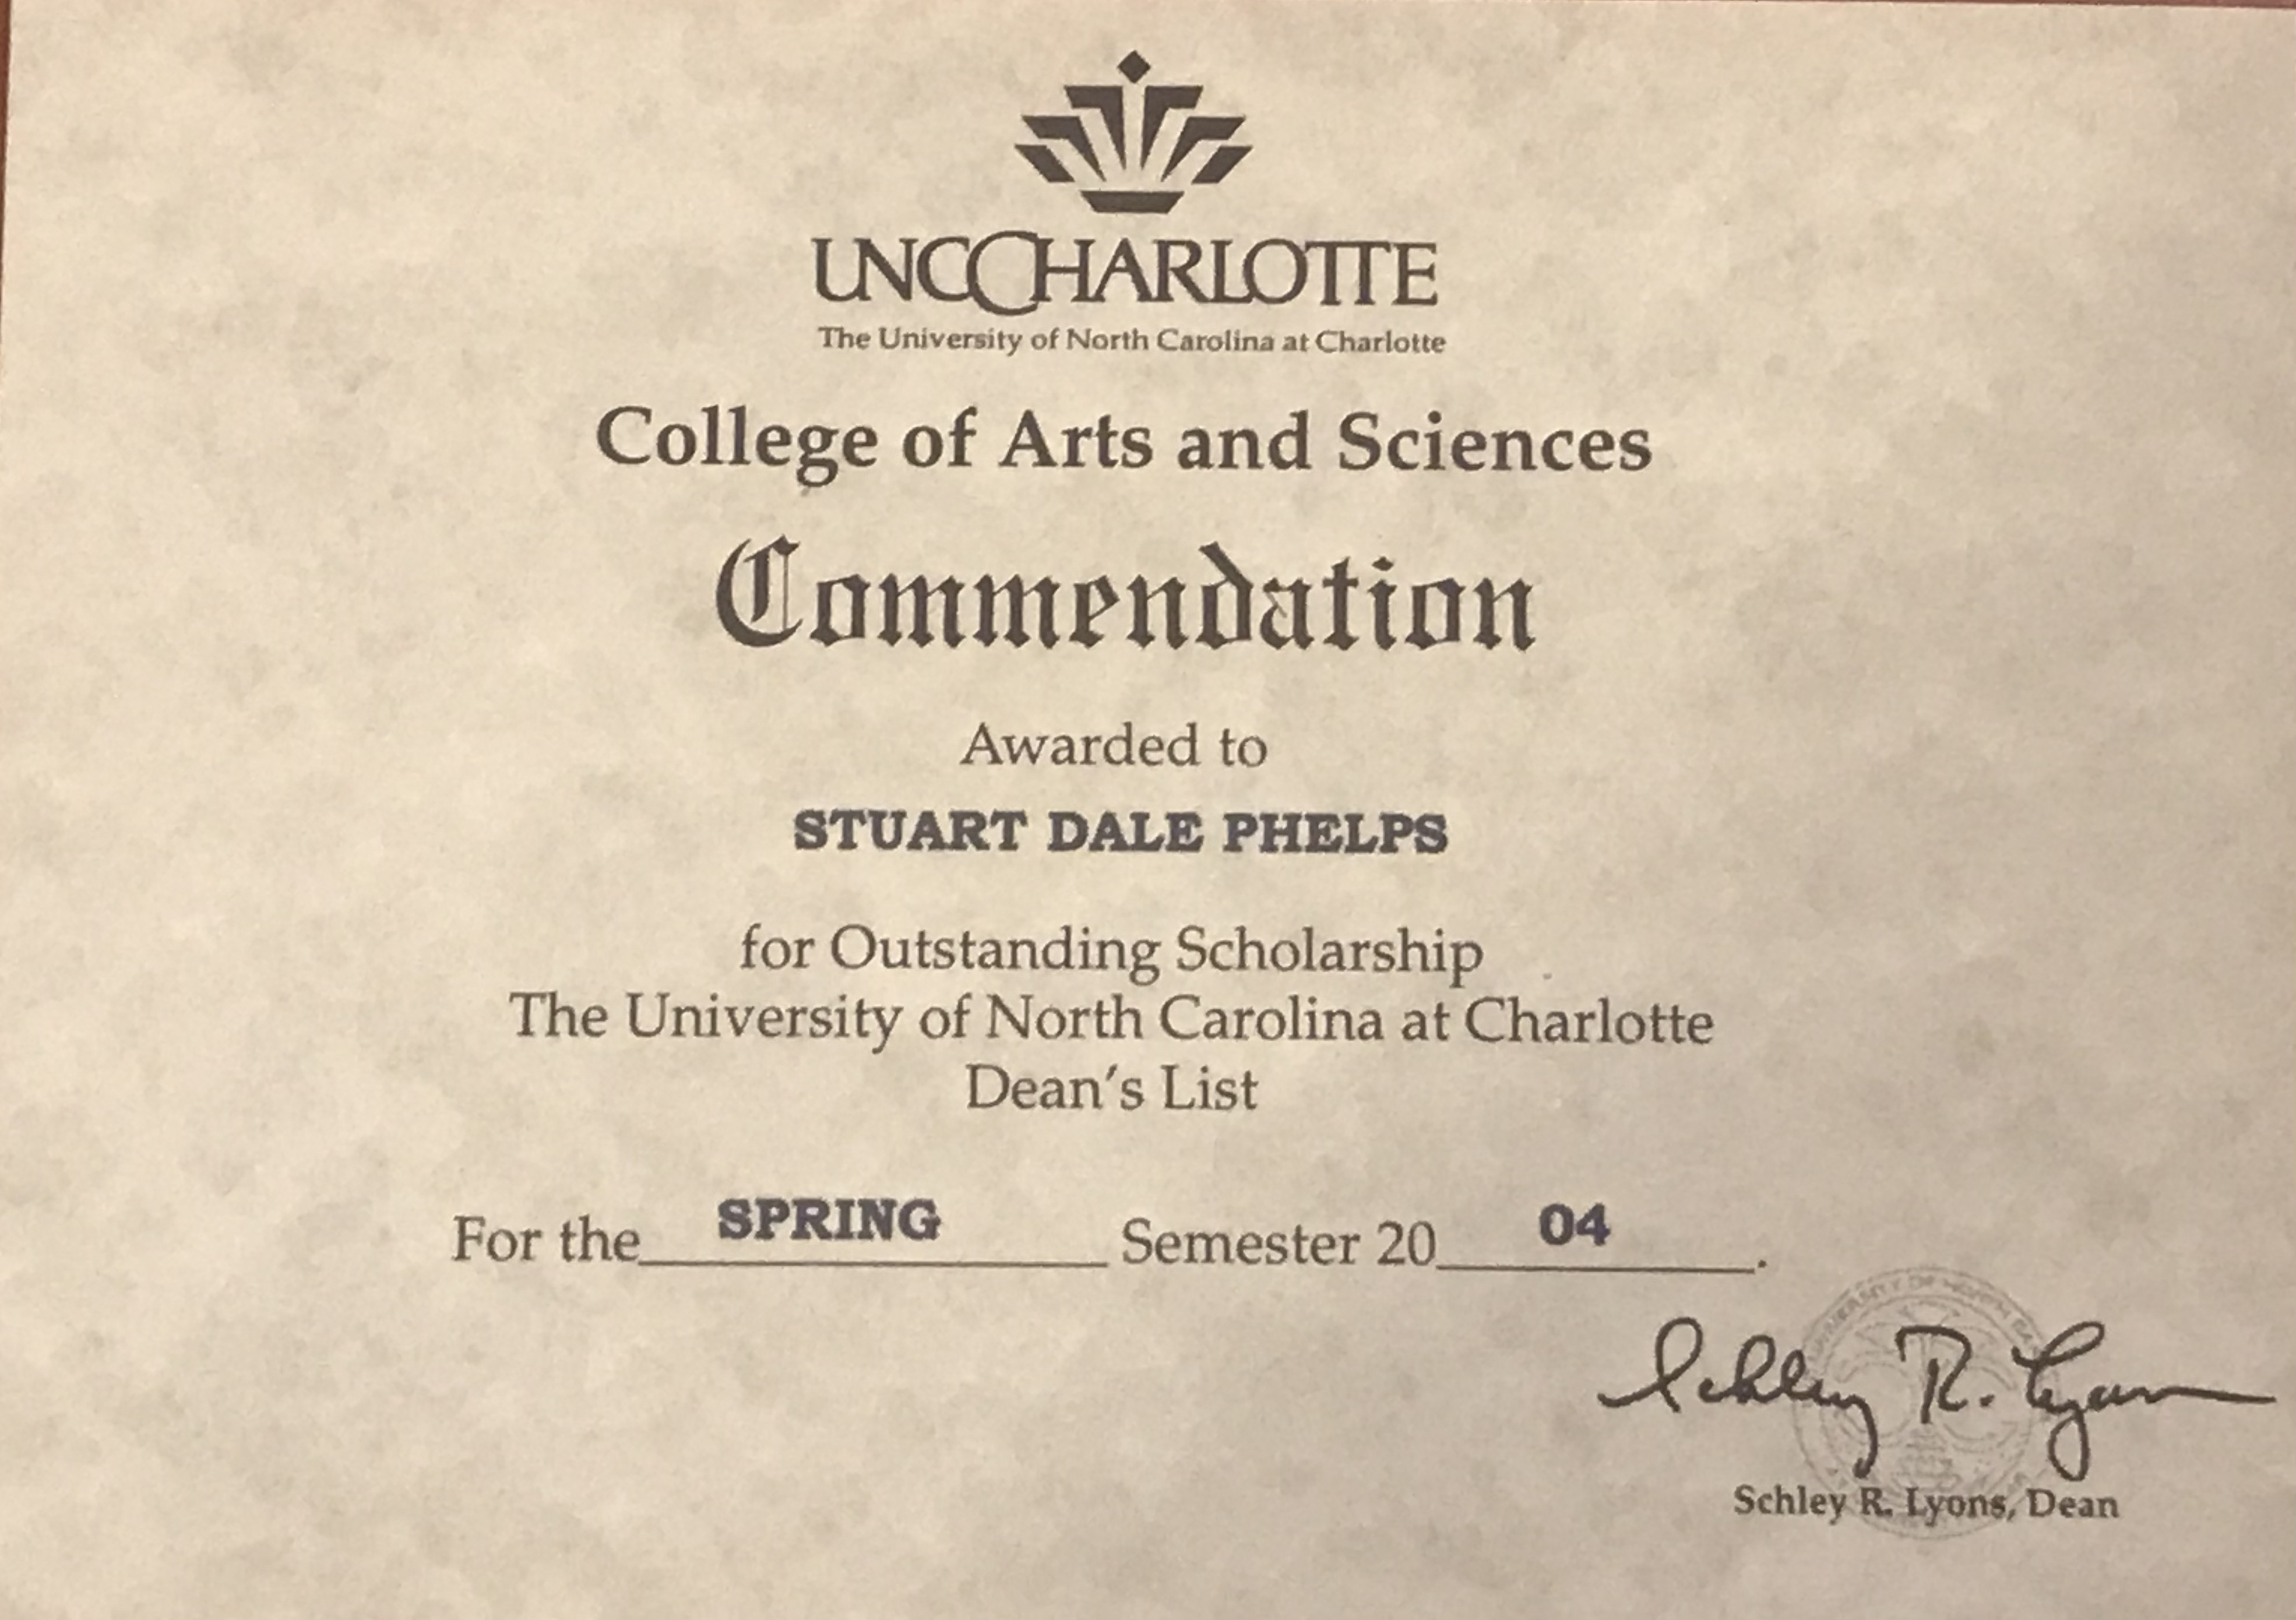 UNCCHARLOTTE
The University of North Carolina at Charlotte
College of Arts and Sciences
Commendation
Awarded to
STUART DALE PHELPS
for Outstanding Scholarship
The University of North Carolina at Charlotte
Dean's List
For the SPRING Semester 20 04.
Schley R. Lyons
Schley R. Lyons, Dean